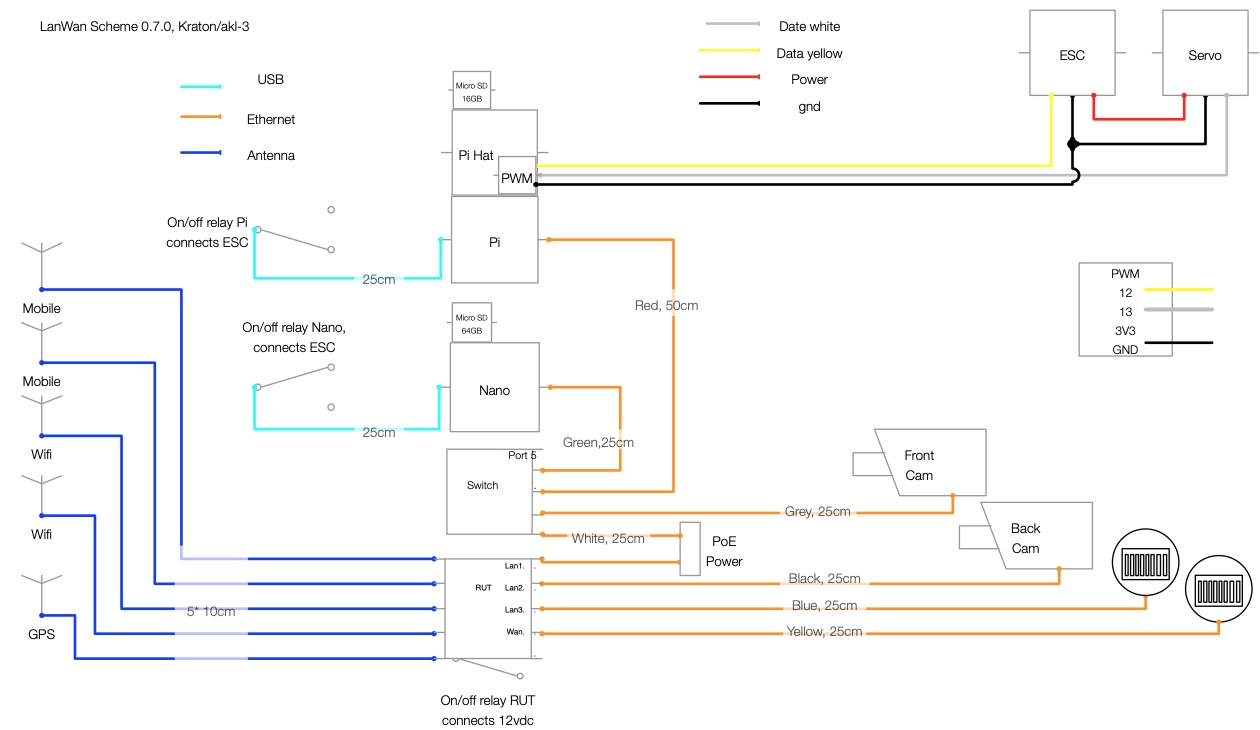 LanWan Scheme 0.7.0, Kraton/akl-3
USB
Ethernet
Antenna
Date white
Data yellow
Power
gnd
ESC
Servo
Micro SD
16GB
Pi Hat
PWM
Pi
On/off relay Pi
connects ESC
25cm
Red, 50cm
PWM
12
13
3V3
GND
Mobile
Mobile
Wifi
Wifi
GPS
On/off relay Nano,
connects ESC
25cm
Micro SD
64GB
Nano
Green,25cm
Port 5
Switch
Front
Cam
Back
Cam
Grey, 25cm
White, 25cm
PoE
Power
Lan1.
RUT
Lan2.
Lan3.
Wan.
Black, 25cm
Blue, 25cm
Yellow, 25cm
5* 10cm
On/off relay RUT
connects 12vdc